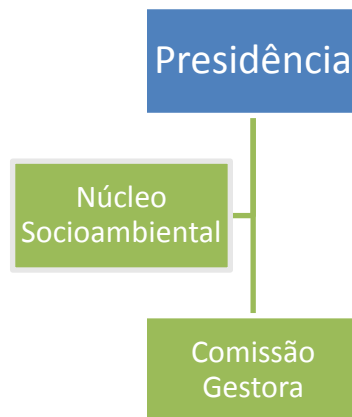 Presidência
Núcleo
Socioambiental
Comissão
Gestora